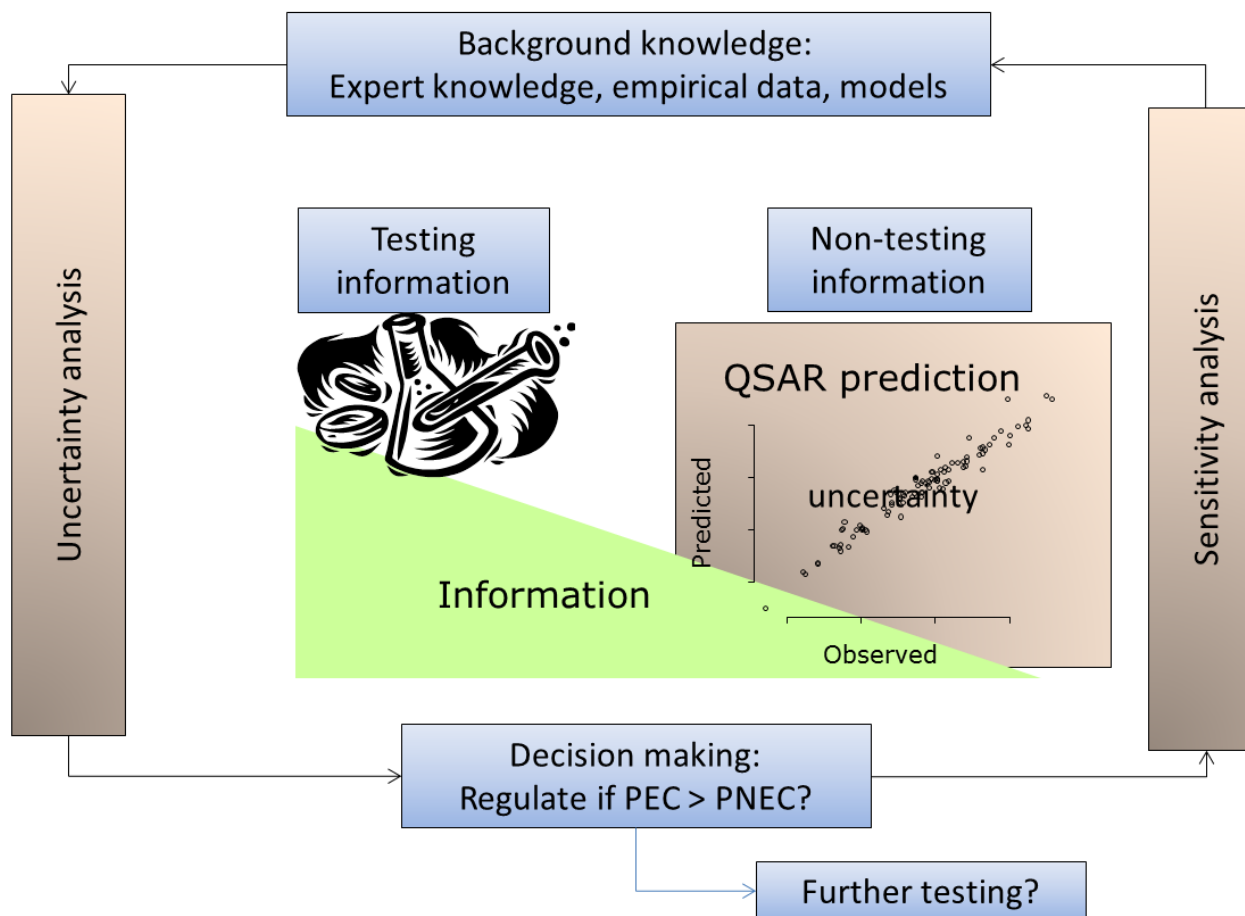 Background knowledge:
Expert knowledge, empirical data, models
Uncertainty analysis
Testing
information
Non-testing
information
Sensitivity analysis
QSAR prediction
Predicted
uncertainty
Information
Observed
Decision making:
Regulate if PEC > PNEC?
Further testing?